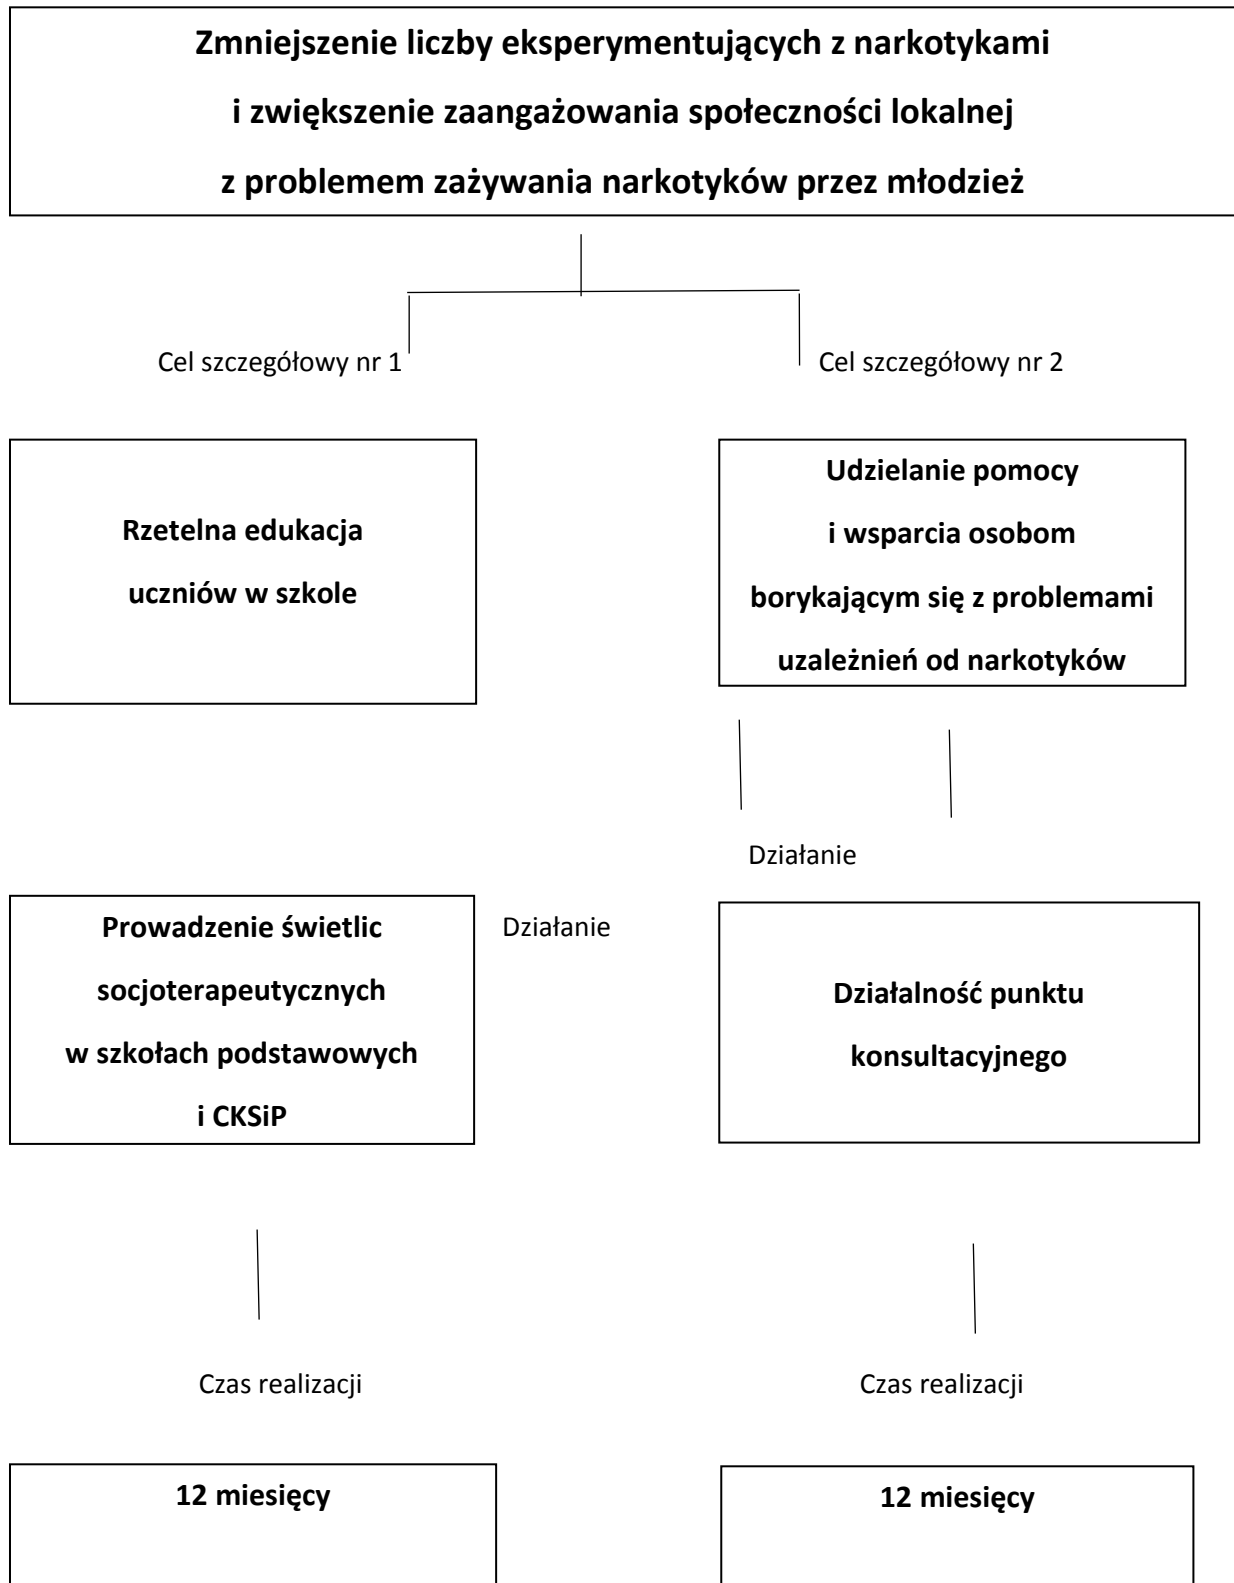 Zmniejszenie liczby eksperymentujących z narkotykami
i zwiększenie zaangażowania społeczności lokalnej
z problemem zażywania narkotyków przez młodzież
Cel szczegółowy nr 1
Cel szczegółowy nr 2
Rzetelna edukacja
uczniów w szkole
Udzielanie pomocy
i wsparcia osobom
borykającym się z problemami
uzależnień od narkotyków
Działanie
Prowadzenie świetlic
socjoterapeutycznych
w szkołach podstawowych
i CKSiP
Działanie
Działalność punktu
konsultacyjnego
Czas realizacji
Czas realizacji
12 miesięcy
12 miesięcy